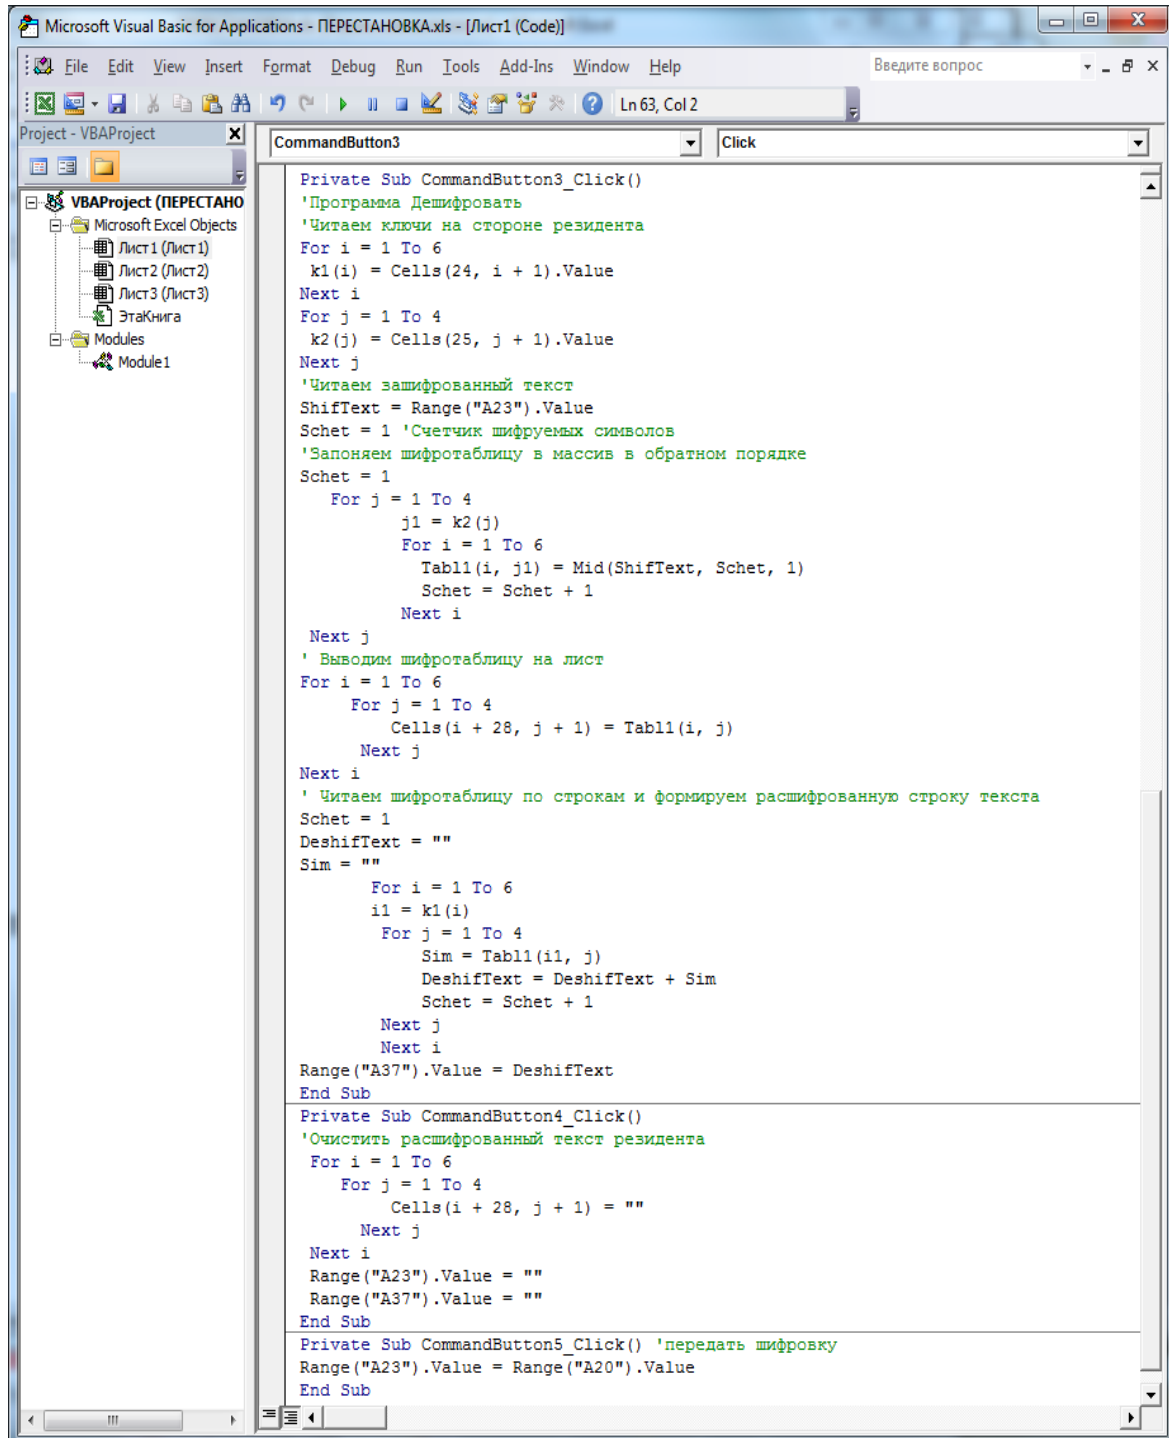 Microsoft Visual Basic for Applications - ПЕРЕСТАНОВКА.xls - [Лист1 (Code)]
File Edit View Insert Format Debug Run Tools Add-Ins Window Help Введите вопрос
Ln 63, Col 2
Project - VBAProject
CommandButton3 Click
VBAProject (ПЕРЕСТАНО
Microsoft Excel Objects
Лист1 (Лист1)
Лист2 (Лист2)
Лист3 (Лист3)
ЭтаКнига
Modules
Module1
Private Sub CommandButton3_Click()
'Программа Дешифровать
'Читаем ключи на стороне резидента
For i = 1 To 6
k1(i) = Cells(24, i + 1).Value
Next i
For j = 1 To 4
k2(j) = Cells(25, j + 1).Value
Next j
'Читаем зашифрованный текст
ShifText = Range("A23").Value
Schet = 1 'Счетчик шифруемых символов
'Запоняем шифротаблицу в массив в обратном порядке
Schet = 1
For j = 1 To 4
j1 = k2(j)
For i = 1 To 6
Tabl1(i, j1) = Mid(ShifText, Schet, 1)
Schet = Schet + 1
Next i
Next j
' Выводим шифротаблицу на лист
For i = 1 To 6
For j = 1 To 4
Cells(i + 28, j + 1) = Tabl1(i, j)
Next j
Next i
' Читаем шифротаблицу по строкам и формируем расшифрованную строку текста
Schet = 1
DeshifText = ""
Sim = ""
For i = 1 To 6
i1 = k1(i)
For j = 1 To 4
Sim = Tabl1(i1, j)
DeshifText = DeshifText + Sim
Schet = Schet + 1
Next j
Next i
Range("A37").Value = DeshifText
End Sub
Private Sub CommandButton4_Click()
'Очистить расшифрованный текст резидента
For i = 1 To 6
For j = 1 To 4
Cells(i + 28, j + 1) = ""
Next j
Next i
Range("A23").Value = ""
Range("A37").Value = ""
End Sub
Private Sub CommandButton5_Click() 'передать шифровку
Range("A23").Value = Range("A20").Value
End Sub